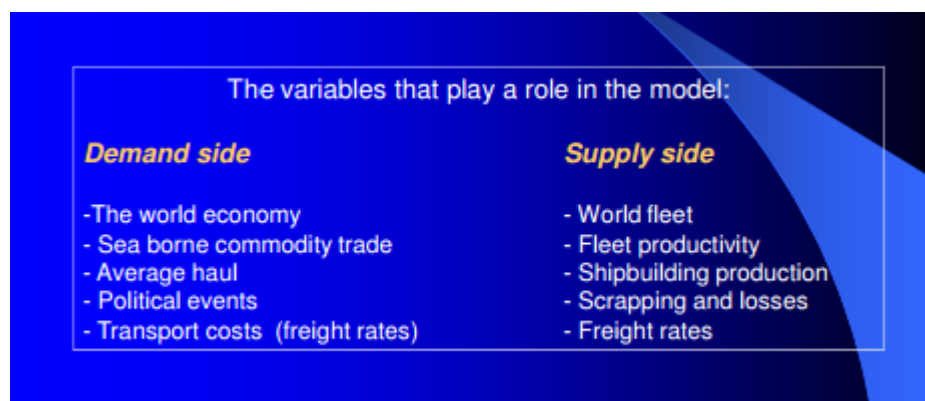 The variables that play a role in the model:
Demand side
-The world economy
- Sea borne commodity trade
- Average haul
- Political events
- Transport costs (freight rates)
Supply side
- World fleet
- Fleet productivity
- Shipbuilding production
- Scrapping and losses
- Freight rates